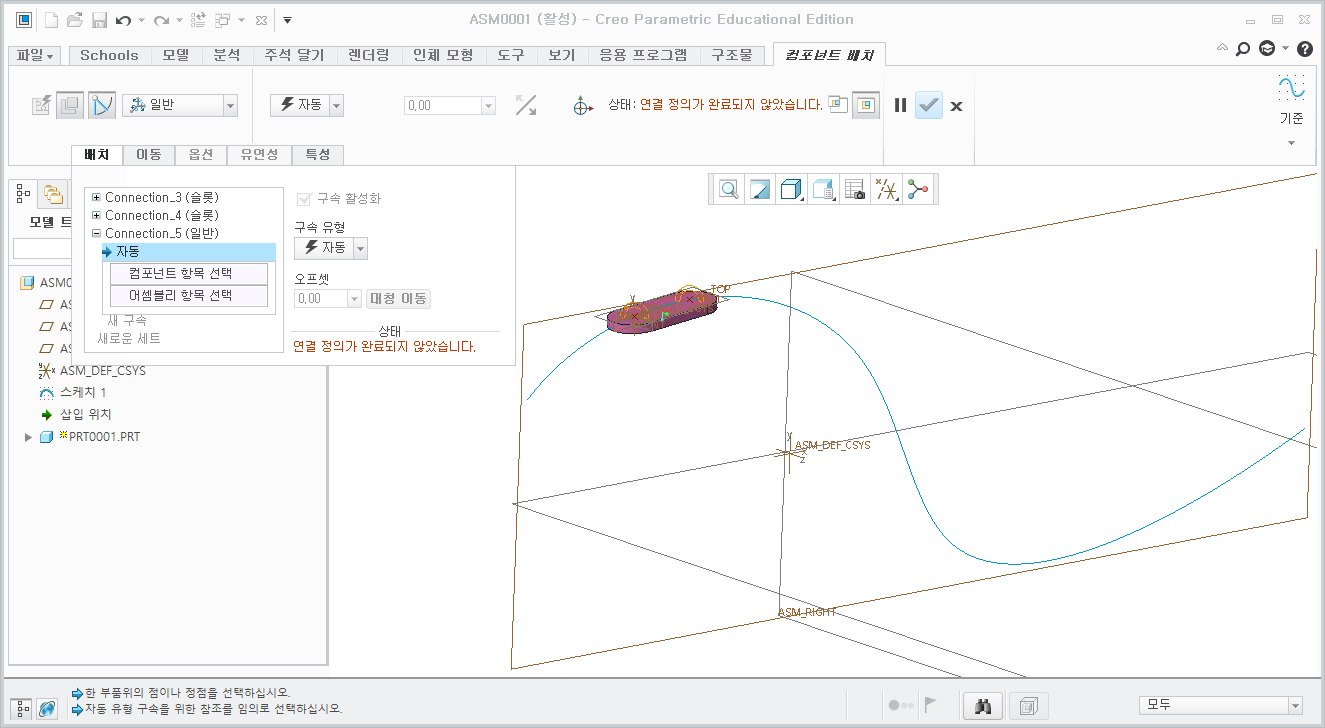 ASM0001 (활성) - Creo Parametric Educational Edition
파일 Schools 모델 분석 주석 달기 렌더링 인체 모형 도구 보기 응용 프로그램 구조물 컴포넌트 배치
일반 자동 0,00 상태: 연결 정의가 완료되지 않았습니다.
기준
배치 이동 옵션 유연성 특성
Connection_3 (슬롯)
Connection_4 (슬롯)
Connection_5 (일반)
자동
컴포넌트 항목 선택
어셈블리 항목 선택
새 구속
새로운 세트
구속 활성화
구속 유형
자동
오프셋
0,00 대칭 이동
상태
연결 정의가 완료되지 않았습니다.
모델 트
ASM0
AS
AS
AS
ASM_DEF_CSYS
스케치 1
삽입 위치
PRT0001.PRT
TOP
Y
ASM_DEF_CSYS
X
Z
ASM_RIGHT
한 부품위의 점이나 정점을 선택하십시오.
자동 유형 구속을 위한 참조를 임의로 선택하십시오.
모두